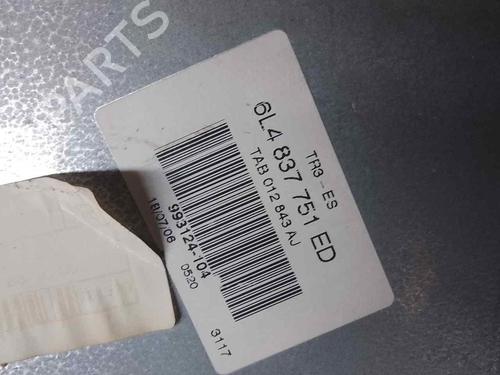 PARTS
TR3-ES
6L4 837 751 ED
TAB 012 843 AJ
993124-104
18/07/06 0520
3117